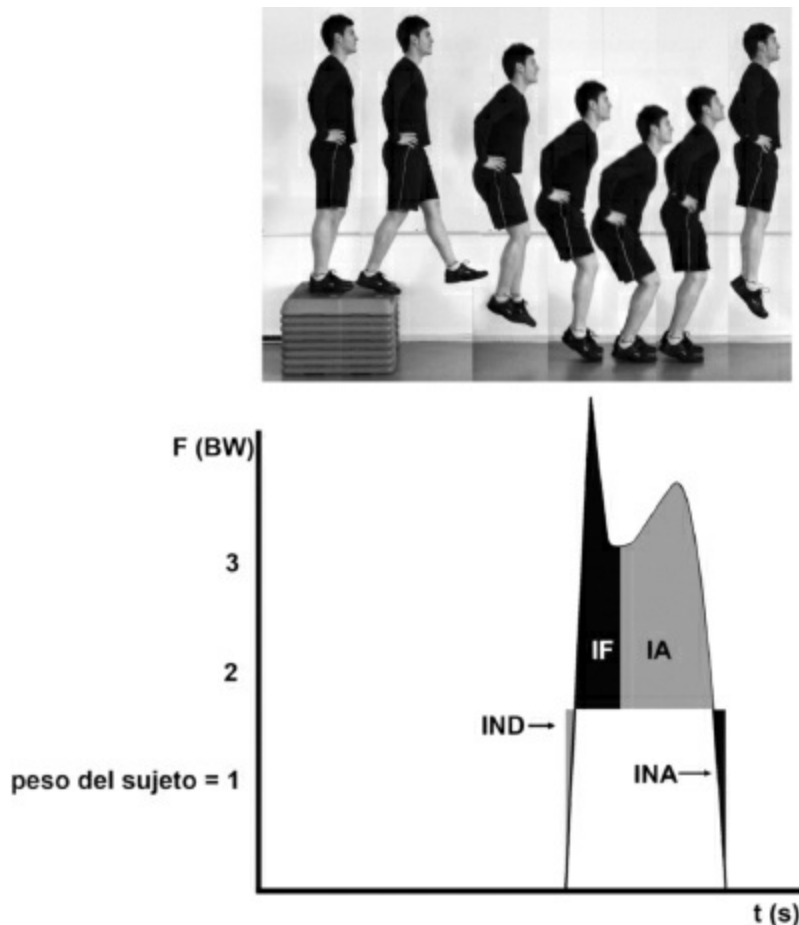 F (BW)
3
IF
IA
2
IND
INA
peso del sujeto = 1
t (s)